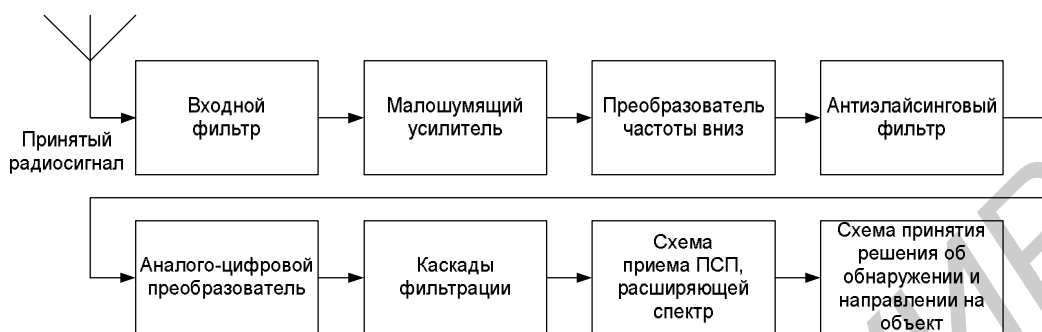 Принятый
радиосигнал
Входной
фильтр
Малошумящий
усилитель
Преобразователь
частоты вниз
Антиэлайсинговый
фильтр
Аналого-цифровой
преобразователь
Каскады
фильтрации
Схема
приема ПСП,
расширяющей
спектр
Схема принятия
решения об
обнаружении и
направлении на
объект